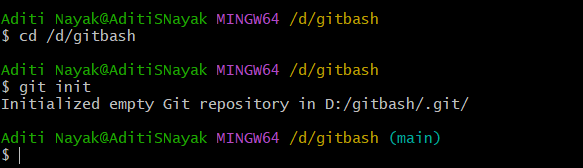 Aditi Nayak@AditiSNayak MINGW64 /d/gitbash
$ cd /d/gitbash
Aditi Nayak@AditiSNayak MINGW64 /d/gitbash
$ git init
Initialized empty Git repository in D:/gitbash/.git/
Aditi Nayak@AditiSNayak MINGW64 /d/gitbash (main)
$